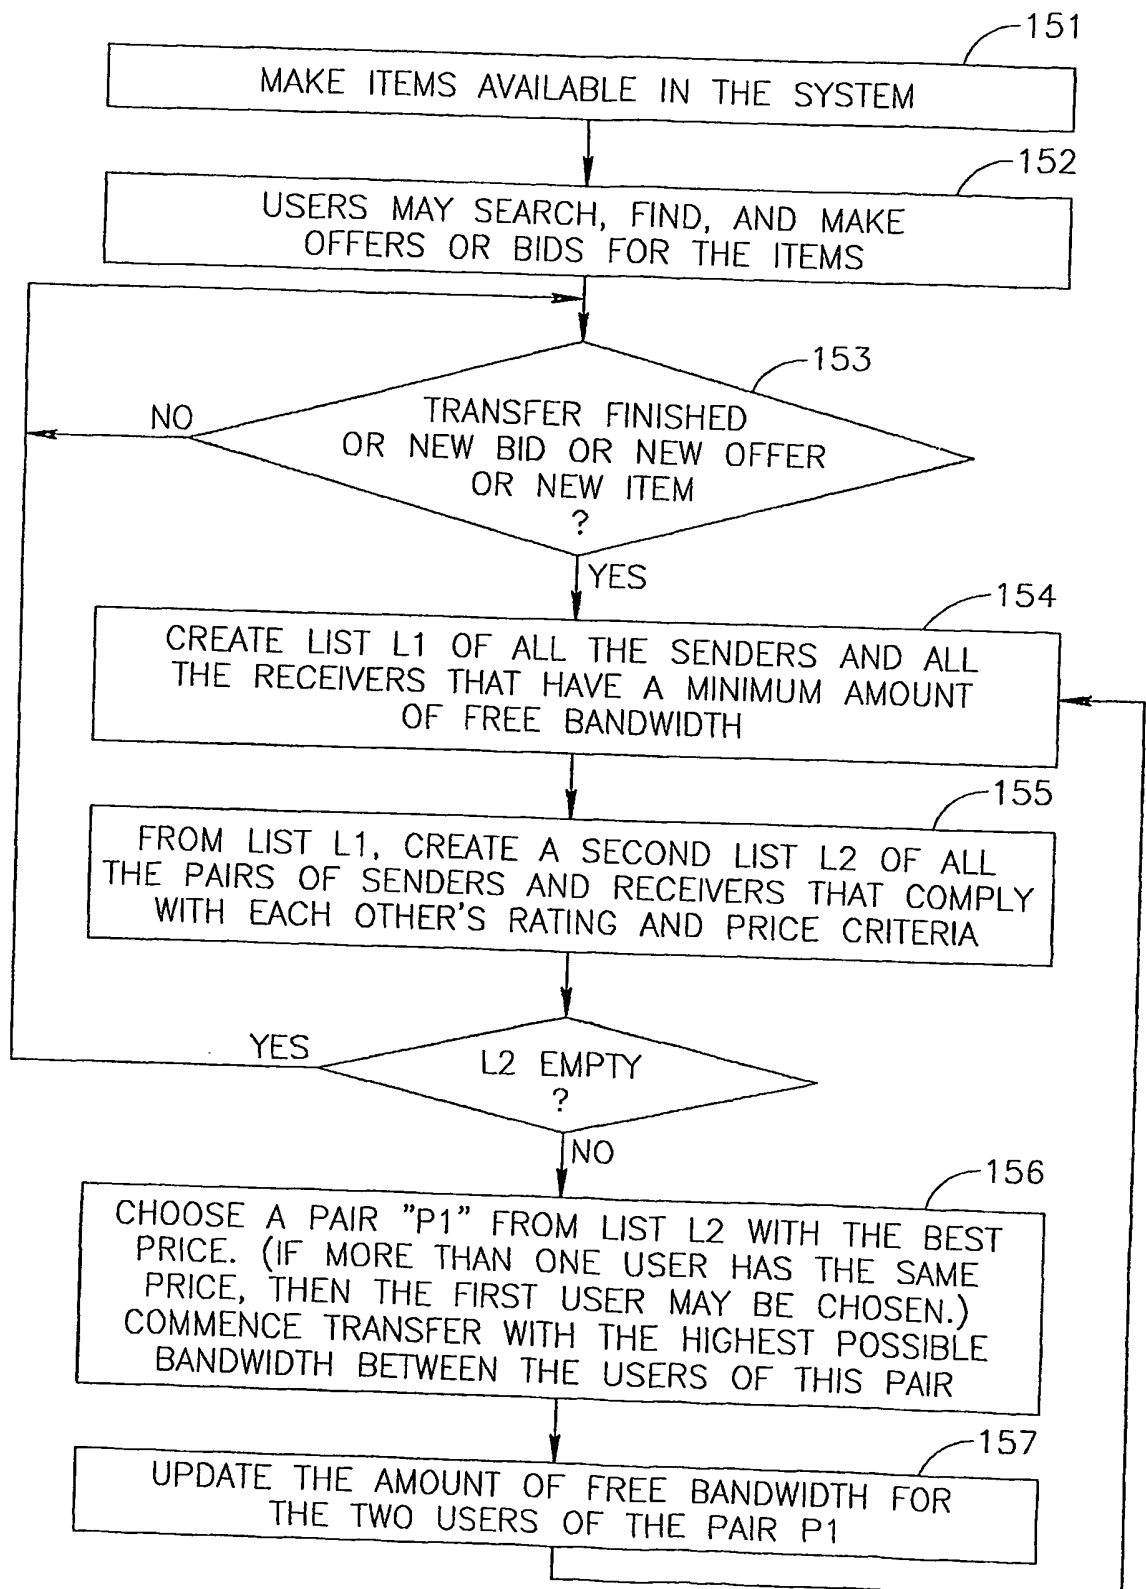 151
MAKE ITEMS AVAILABLE IN THE SYSTEM
152
USERS MAY SEARCH, FIND, AND MAKE
OFFERS OR BIDS FOR THE ITEMS
153
NO
TRANSFER FINISHED
OR NEW BID OR NEW OFFER
OR NEW ITEM
?
YES
154
CREATE LIST L1 OF ALL THE SENDERS AND ALL
THE RECEIVERS THAT HAVE A MINIMUM AMOUNT
OF FREE BANDWIDTH
155
FROM LIST L1, CREATE A SECOND LIST L2 OF ALL
THE PAIRS OF SENDERS AND RECEIVERS THAT COMPLY
WITH EACH OTHER'S RATING AND PRICE CRITERIA
YES
L2 EMPTY
?
NO
156
CHOOSE A PAIR "P1" FROM LIST L2 WITH THE BEST
PRICE. (IF MORE THAN ONE USER HAS THE SAME
PRICE, THEN THE FIRST USER MAY BE CHOSEN.)
COMMENCE TRANSFER WITH THE HIGHEST POSSIBLE
BANDWIDTH BETWEEN THE USERS OF THIS PAIR
157
UPDATE THE AMOUNT OF FREE BANDWIDTH FOR
THE TWO USERS OF THE PAIR P1